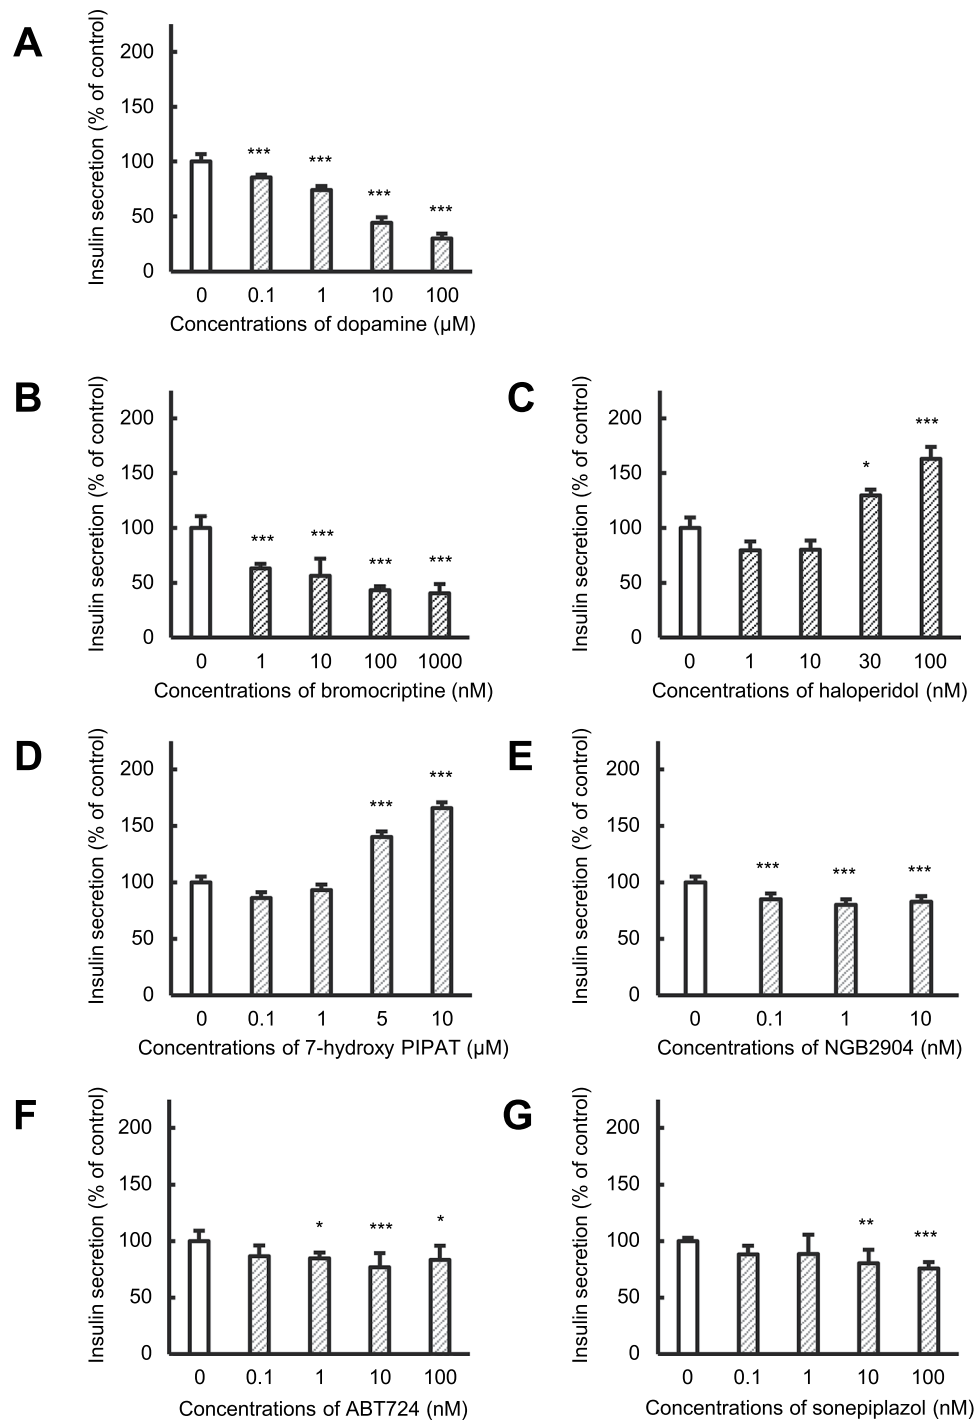 A
Insulin secretion (% of control)
200
150
100
50
0
***
***
***
***
0 0.1 1 10 100
Concentrations of dopamine (µM)
B
Insulin secretion (% of control)
200
150
100
50
0
***
***
***
***
0 1 10 100 1000
Concentrations of bromocriptine (nM)
C
Insulin secretion (% of control)
200
150
100
50
0
*
***
0 1 10 30 100
Concentrations of haloperidol (nM)
D
Insulin secretion (% of control)
200
150
100
50
0
***
***
0 0.1 1 5 10
Concentrations of 7-hydroxy PIPAT (µM)
E
Insulin secretion (% of control)
200
150
100
50
0
***
***
***
0 0.1 1 10
Concentrations of NGB2904 (nM)
F
Insulin secretion (% of control)
200
150
100
50
0
*
***
*
0 0.1 1 10 100
Concentrations of ABT724 (nM)
G
Insulin secretion (% of control)
200
150
100
50
0
**
***
0 0.1 1 10 100
Concentrations of sonepiplazol (nM)